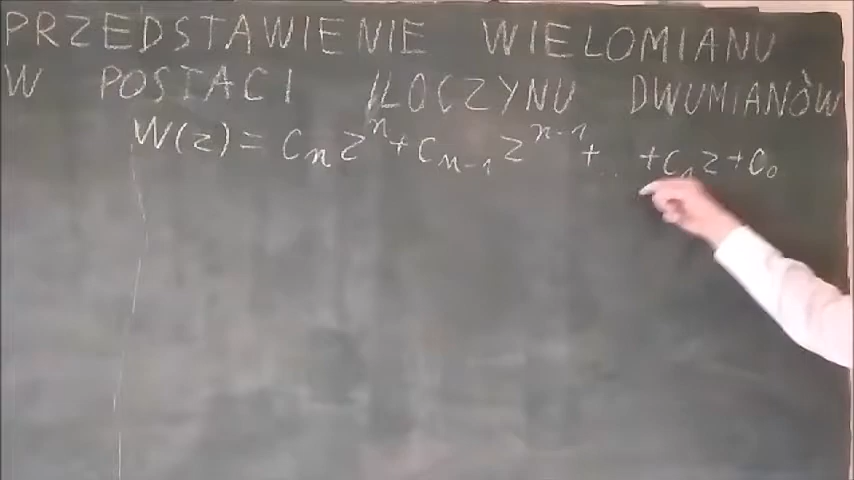 PRZEDSTAWIENIE WIELOMIANU
W POSTACI ILOCZYNU DWUMIANÓW
W(z) = cₙzⁿ + cₙ₋₁zⁿ⁻¹ + ... + c₁z + c₀